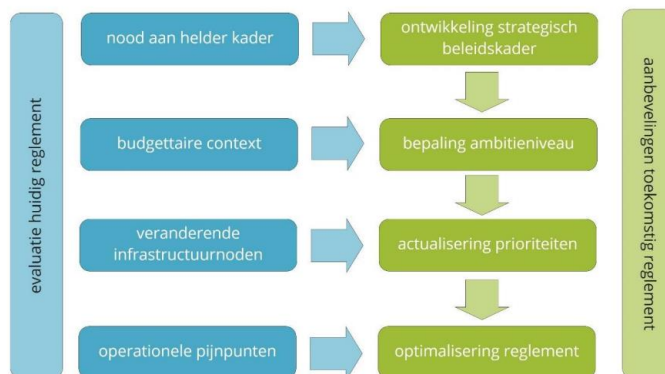 evaluatie huidig reglement
nood aan helder kader
ontwikkeling strategisch
beleidskader
budgettaire context
bepaling ambitieniveau
veranderende
infrastructuurnoden
actualisering prioriteiten
operationele pijnpunten
optimalisering reglement
aanbevelingen toekomstig reglement